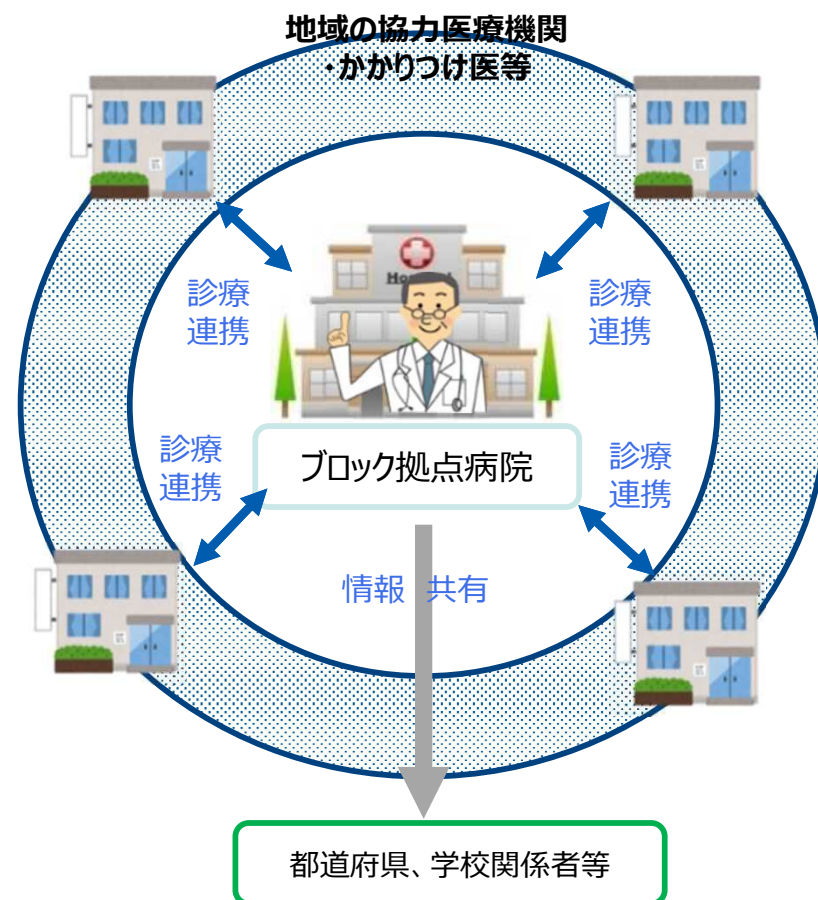 地域の協力医療機関
・かかりつけ医等
診療
連携
診療
連携
診療
連携
ブロック拠点病院
診療
連携
情報 共有
都道府県、学校関係者等